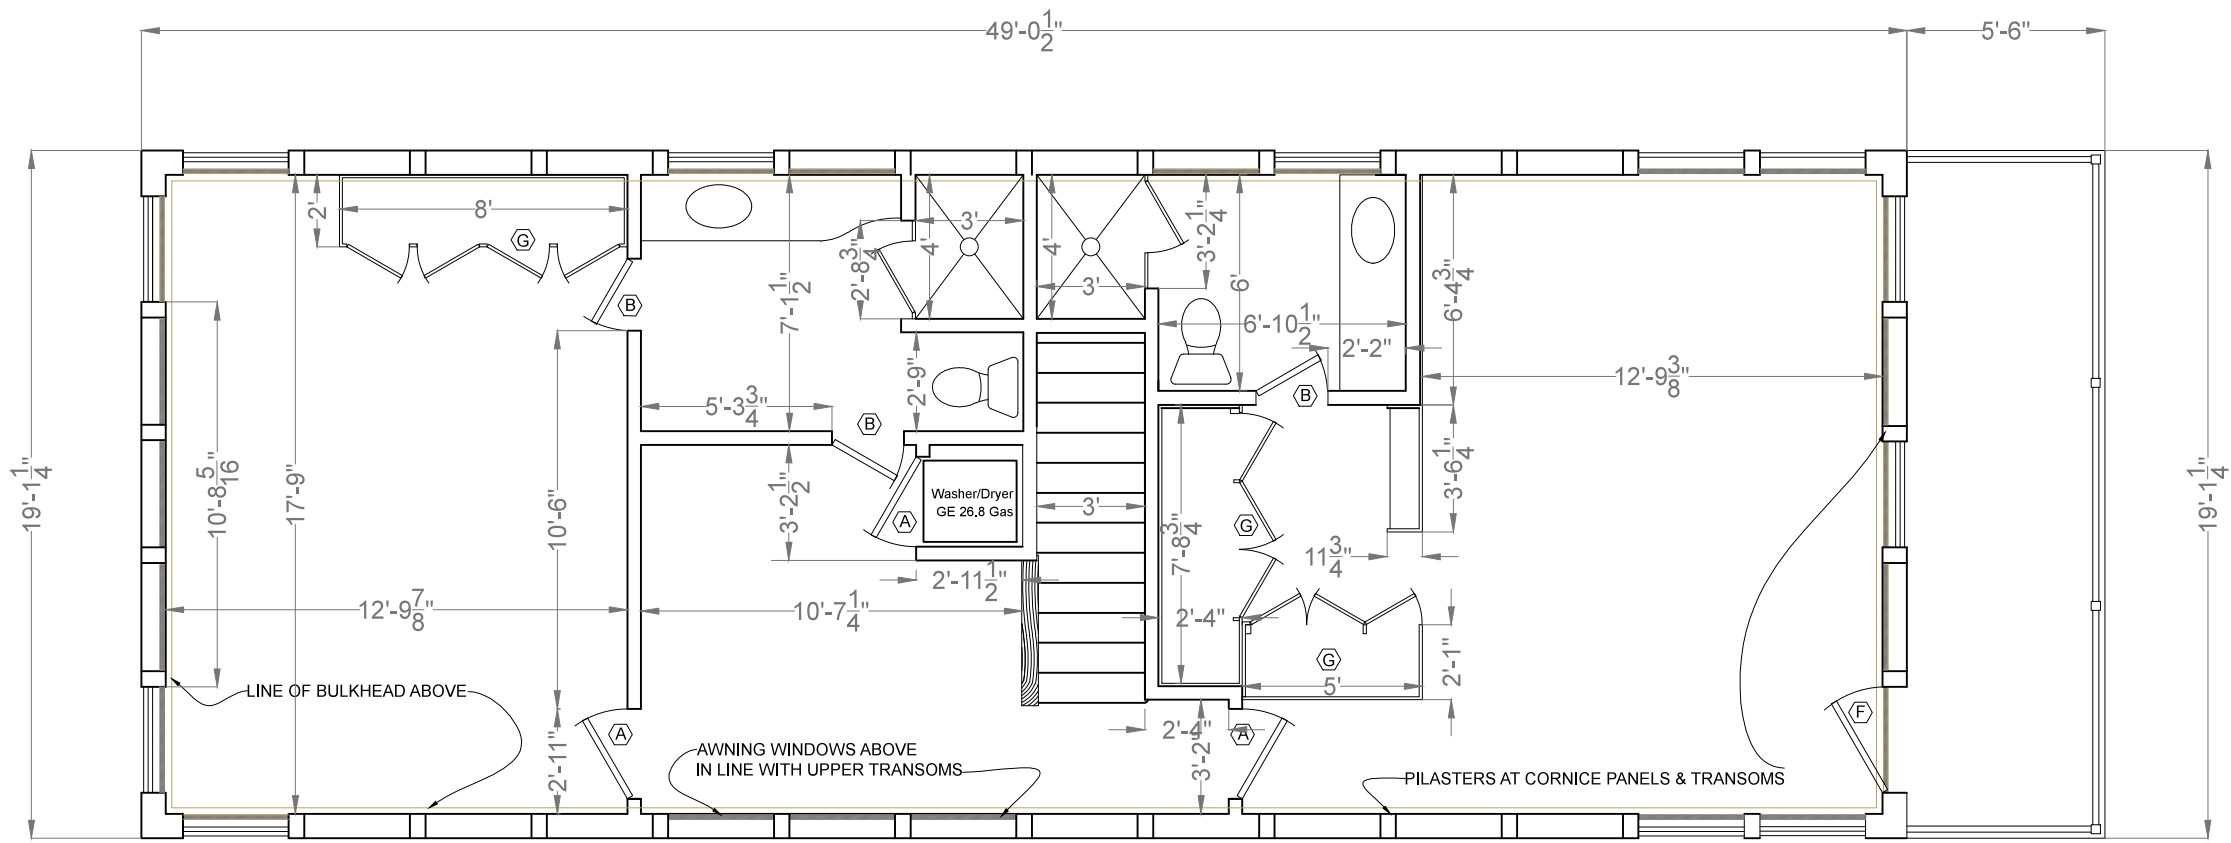 49'-0 1/2"
5'-6"
19'-1 1/4"
17'-9"
2'
8'
G
10'-8 5/16"
10'-6"
12'-9 7/8"
2'-11"
B
7'-1 1/2"
2'-8 3/4"
4'
3'
4'
3'
2'-9"
5'-3 3/4"
B
3'-2 1/2"
A
Washer/Dryer
GE 26.8 Gas
2'-11 1/2"
10'-7 1/4"
3'
3'-2 1/4"
6'
6'-10 1/2"
2'-2"
B
6'-4 3/4"
12'-9 3/8"
3'-6 1/4"
11 3/4"
7'-8 3/4"
G
2'-4"
G
5'
2'-1"
2'-4"
3'-2"
A
A
F
19'-1 1/4"
LINE OF BULKHEAD ABOVE
AWNING WINDOWS ABOVE
IN LINE WITH UPPER TRANSOMS
PILASTERS AT CORNICE PANELS & TRANSOMS